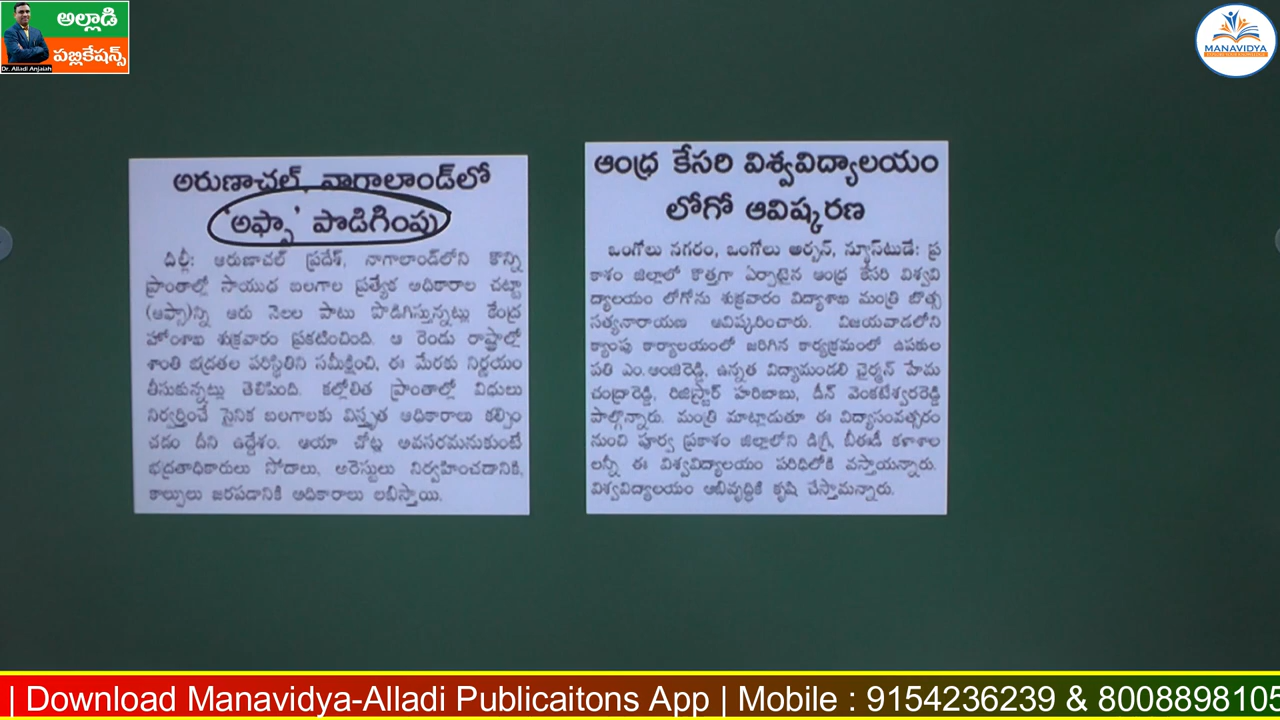 అల్లాడి
పబ్లికేషన్స్
Dr. Alladi Anjaiah
MANAVIDYA
అరుణాచల్, నాగాలాండ్‌లో
'అఫ్సా' పొడిగింపు
దిల్లీ: అరుణాచల్ ప్రదేశ్, నాగాలాండ్‌లోని కొన్ని
ప్రాంతాల్లో సాయుధ బలగాల ప్రత్యేక అధికారాల చట్టా
(అఫ్సా)న్ని ఆరు నెలల పాటు పొడిగిస్తున్నట్లు కేంద్ర
హోంశాఖ శుక్రవారం ప్రకటించింది. ఆ రెండు రాష్ట్రాల్లో
శాంతి భద్రతల పరిస్థితిని సమీక్షించి, ఈ మేరకు నిర్ణయం
తీసుకున్నట్లు తెలిపింది. కల్లోలిత ప్రాంతాల్లో విధులు
నిర్వర్తించే సైనిక బలగాలకు విస్తృత అధికారాలు కల్పిం
చడం దీని ఉద్దేశం. ఆయా చోట్ల అవసరమనుకుంటే
భద్రతాధికారులు సోదాలు, అరెస్టులు నిర్వహించడానికి,
కాల్పులు జరపడానికి అధికారాలు లభిస్తాయి.
ఆంధ్ర కేసరి విశ్వవిద్యాలయం
లోగో ఆవిష్కరణ
ఒంగోలు నగరం, ఒంగోలు అర్బన్, న్యూస్‌టుడే: ప్ర
కాశం జిల్లాలో కొత్తగా ఏర్పాటైన ఆంధ్ర కేసరి విశ్వవి
ద్యాలయం లోగోను శుక్రవారం విద్యాశాఖ మంత్రి బొత్స
సత్యనారాయణ ఆవిష్కరించారు. విజయవాడలోని
క్యాంపు కార్యాలయంలో జరిగిన కార్యక్రమంలో ఉపకుల
పతి ఎం.అంజిరెడ్డి, ఉన్నత విద్యామండలి ఛైర్మన్ హేమ
చంద్రారెడ్డి, రిజిస్ట్రార్ హరిబాబు, డీన్ వెంకటేశ్వరరెడ్డి
పాల్గొన్నారు. మంత్రి మాట్లాడుతూ ఈ విద్యాసంవత్సరం
నుంచి పూర్వ ప్రకాశం జిల్లాలోని డిగ్రీ, బీఈడీ కళాశాల
లన్నీ ఈ విశ్వవిద్యాలయం పరిధిలోకి వస్తాయన్నారు.
విశ్వవిద్యాలయం అభివృద్ధికి కృషి చేస్తామన్నారు.
| Download Manavidya-Alladi Publicaitons App | Mobile : 9154236239 & 8008898105